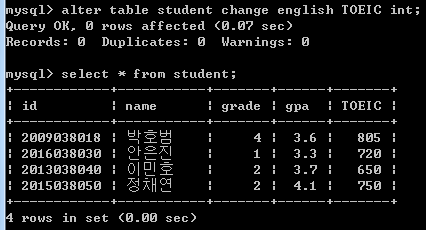 mysql> alter table student change english TOEIC int;
Query OK, 0 rows affected (0.07 sec)
Records: 0  Duplicates: 0  Warnings: 0

mysql> select * from student;
+------------+--------+-------+------+-------+
| id         | name   | grade | gpa  | TOEIC |
+------------+--------+-------+------+-------+
| 2009038018 | 박호범 |     4 |  3.6 |   805 |
| 2016038030 | 안은진 |     1 |  3.3 |   720 |
| 2013038040 | 이민호 |     2 |  3.7 |   650 |
| 2015038050 | 정채연 |     2 |  4.1 |   750 |
+------------+--------+-------+------+-------+
4 rows in set (0.00 sec)